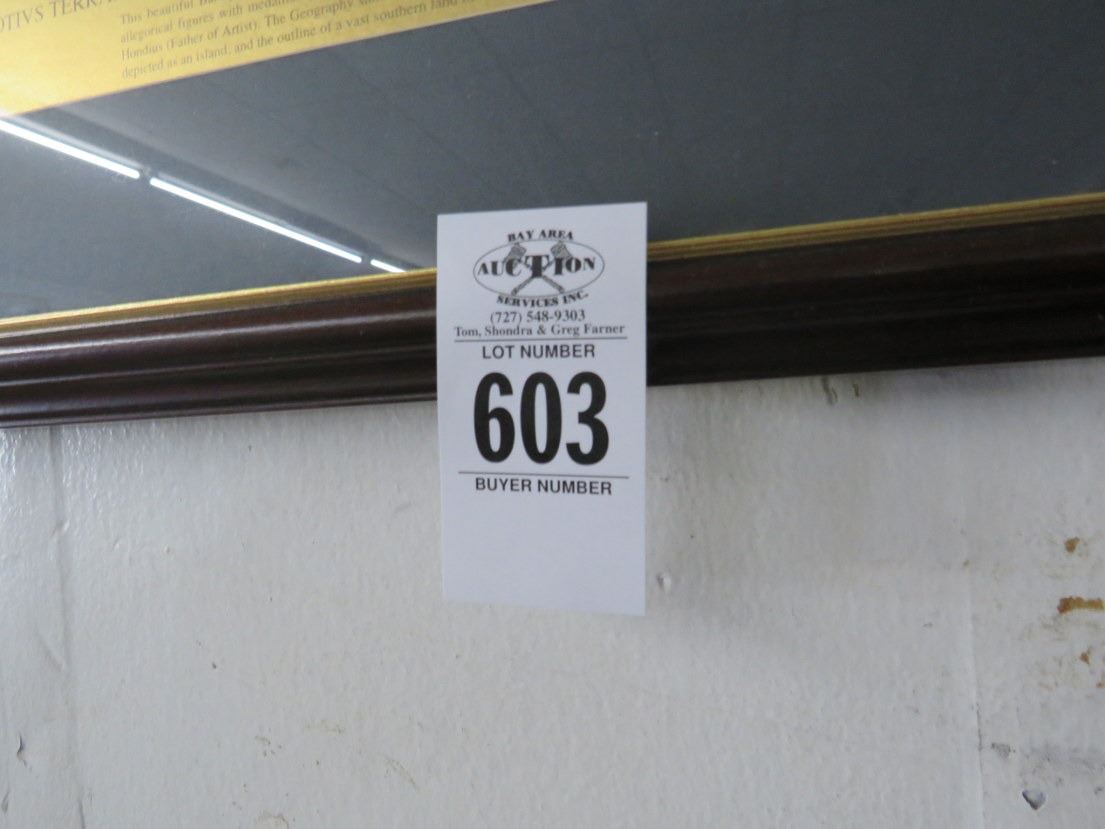 OTIVS TERRA
This beautiful
allegorical figures with
Hondius (Father of Artist). The Geography
depicted as an island, and the outline of a vast southern land
BAY AREA
AUCTION
SERVICES INC.
(727) 548-9303
Tom, Shondra & Greg Farner
LOT NUMBER
603
BUYER NUMBER